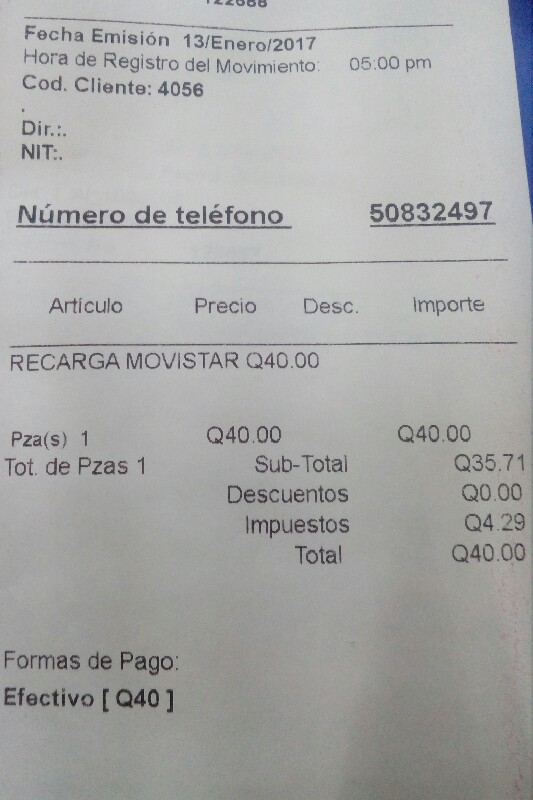 122688
Fecha Emisión 13/Enero/2017
Hora de Registro del Movimiento: 05:00 pm
Cod. Cliente: 4056
.
Dir.:.
NIT:.
Número de teléfono 50832497
Artículo Precio Desc. Importe
RECARGA MOVISTAR Q40.00
Pza(s) 1 Q40.00 Q40.00
Tot. de Pzas 1 Sub-Total Q35.71
Descuentos Q0.00
Impuestos Q4.29
Total Q40.00
Formas de Pago:
Efectivo [ Q40 ]